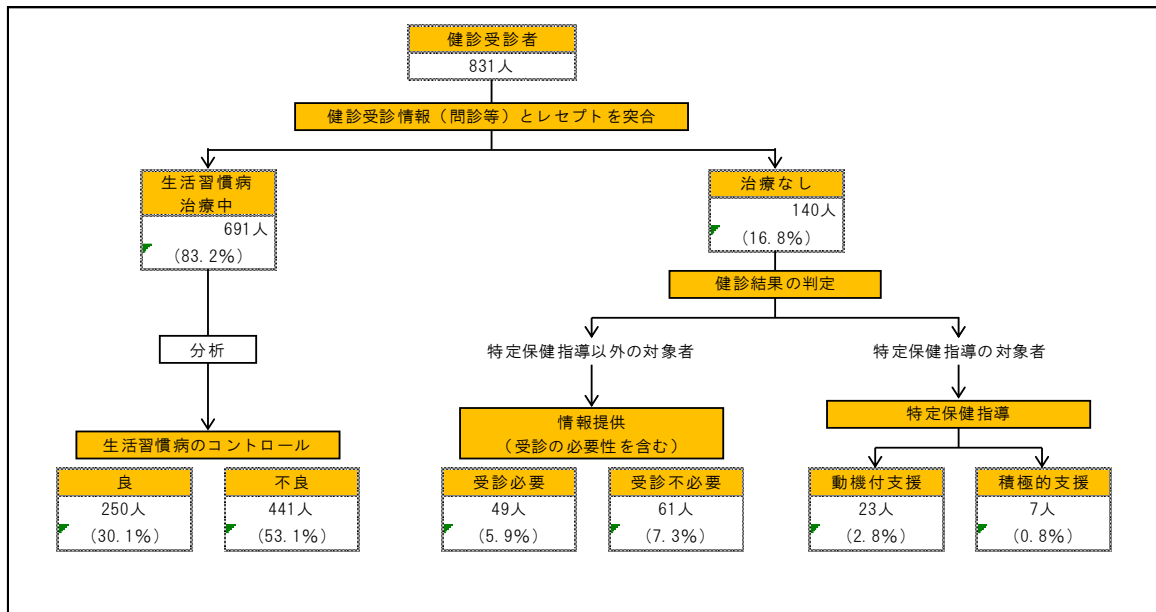 健診受診者
831人
健診受診情報（問診等）とレセプトを突合
生活習慣病
治療中
691人
(83.2%)
治療なし
140人
(16.8%)
健診結果の判定
分析
特定保健指導以外の対象者
特定保健指導の対象者
生活習慣病のコントロール
情報提供
（受診の必要性を含む）
特定保健指導
良
250人
(30.1%)
不良
441人
(53.1%)
受診必要
49人
(5.9%)
受診不必要
61人
(7.3%)
動機付支援
23人
(2.8%)
積極的支援
7人
(0.8%)